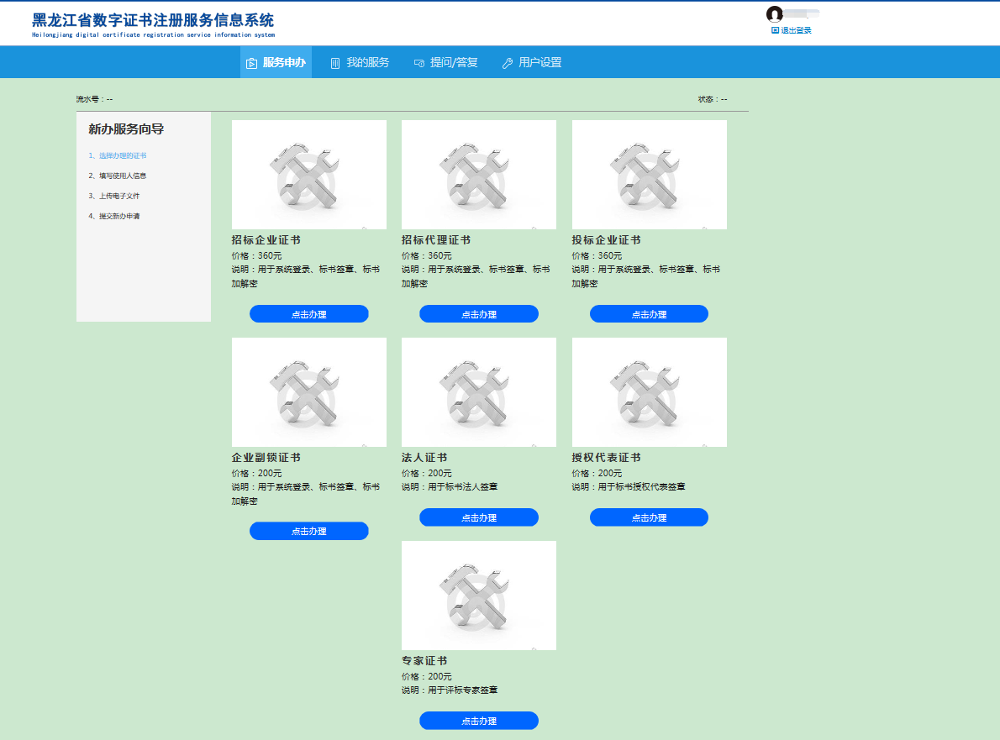 黑龙江省数字证书注册服务信息系统
Heilongjiang digital certificate registration service information system
退出登录
服务申办
我的服务
提问/答复
用户设置
流水号：--
状态：--
新办服务向导
1、选择办理的证书
2、填写使用人信息
3、上传电子文件
4、提交新办申请
招标企业证书
价格：360元
说明：用于系统登录、标书签章、标书
加解密
点击办理
招标代理证书
价格：360元
说明：用于系统登录、标书签章、标书
加解密
点击办理
投标企业证书
价格：360元
说明：用于系统登录、标书签章、标书
加解密
点击办理
企业副锁证书
价格：200元
说明：用于系统登录、标书签章、标书
加解密
点击办理
法人证书
价格：200元
说明：用于标书法人签章
点击办理
授权代表证书
价格：200元
说明：用于标书授权代表签章
点击办理
专家证书
价格：200元
说明：用于评标专家签章
点击办理